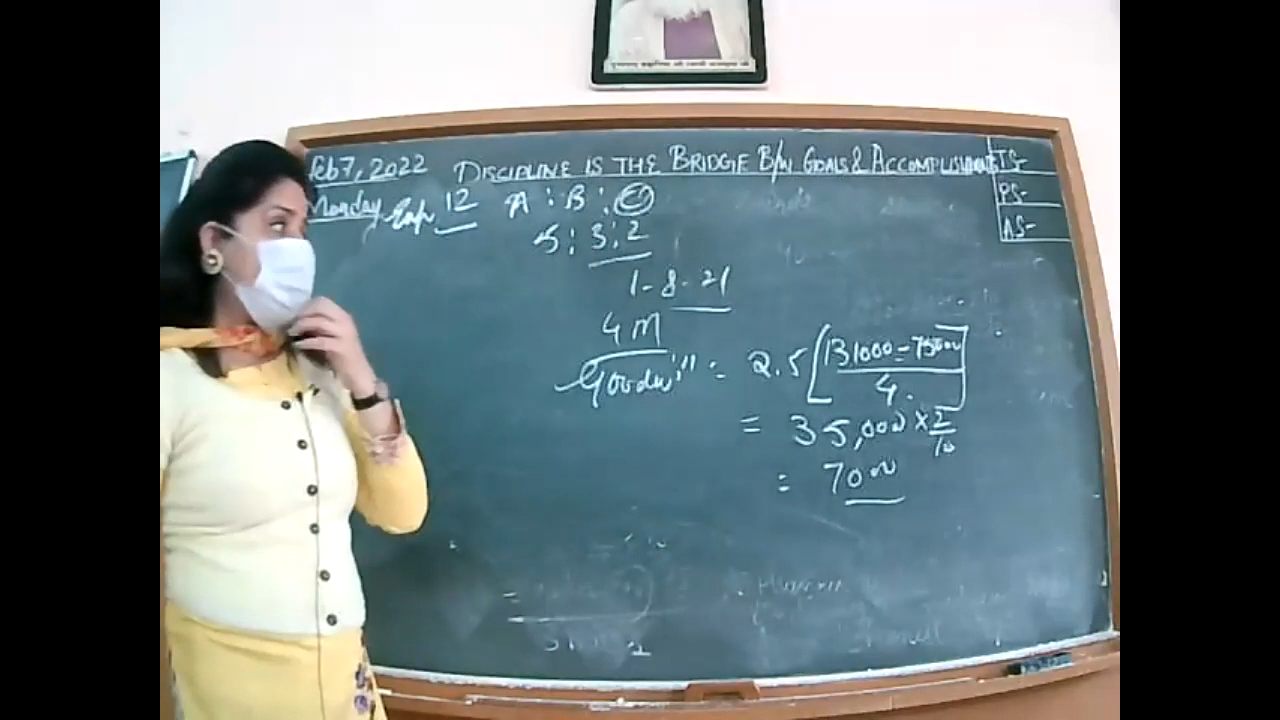 Feb 7, 2022 DISCIPLINE IS THE BRIDGE B/W GOALS & ACCOMPLISHMENTS
TS-
PS-
AS-
Monday
12 A : B : C
5 : 3 : 2
1-8-21
4 M
Goodwill = 2.5 [131000-75000
4]
= 35,000 × 2
10
= 7000